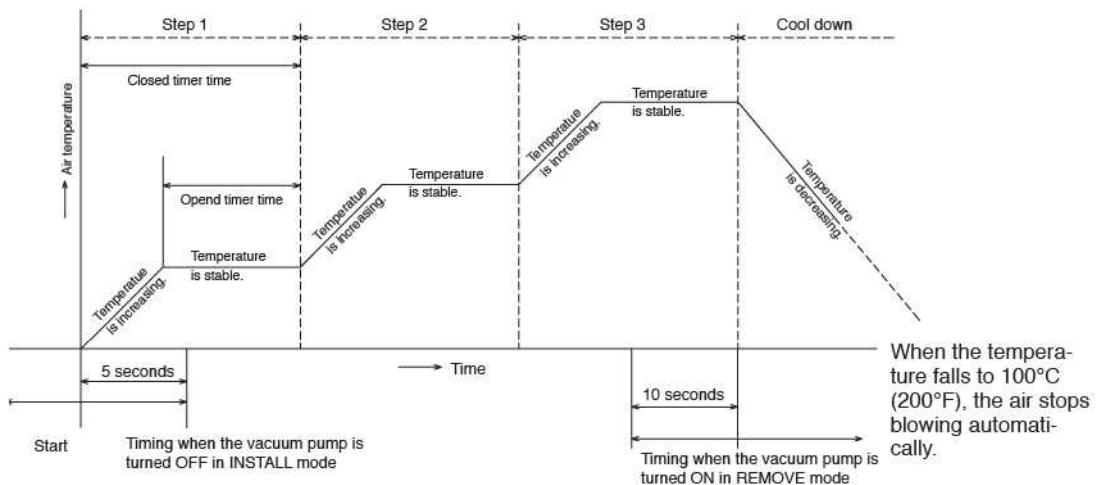 Step 1
Step 2
Step 3
Cool down
Closed timer time
Air temperature
Temperature
is stable.
Temperatue
is increasing.
Temperature
is stable.
Opend timer time
Temperatue
is increasing.
Temperature
is decreasing.
Temperature
is stable.
Temperatue
is increasing.
5 seconds
Time
10 seconds
When the tempera-
ture falls to 100°C
(200°F), the air stops
blowing automati-
cally.
Start
Timing when the vacuum pump is
turned OFF in INSTALL mode
Timing when the vacuum pump is
turned ON in REMOVE mode